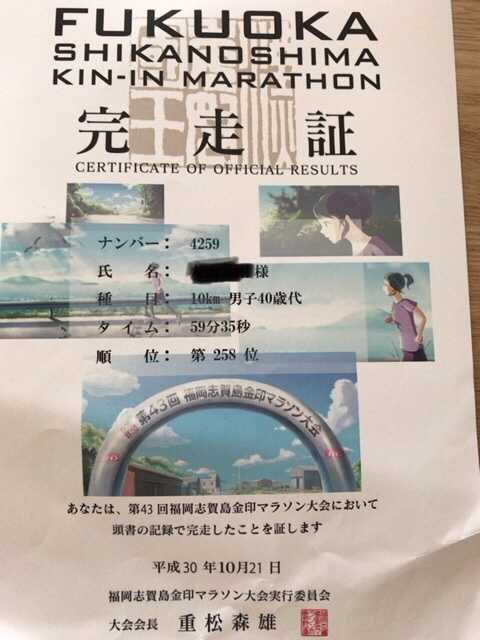 FUKUOKA
SHIKANOSHIMA
KIN-IN MARATHON
完走証
CERTIFICATE OF OFFICIAL RESULTS
ナンバー： 4259
氏　名： 様
種　目： 10km 男子40歳代
タイム： 59分35秒
順　位： 第 258 位
第43回 福岡志賀島金印マラソン大会
あなたは、第43回福岡志賀島金印マラソン大会において
頭書の記録で完走したことを証します
平成30年10月21日
福岡志賀島金印マラソン大会実行委員会
大会会長　重松森雄